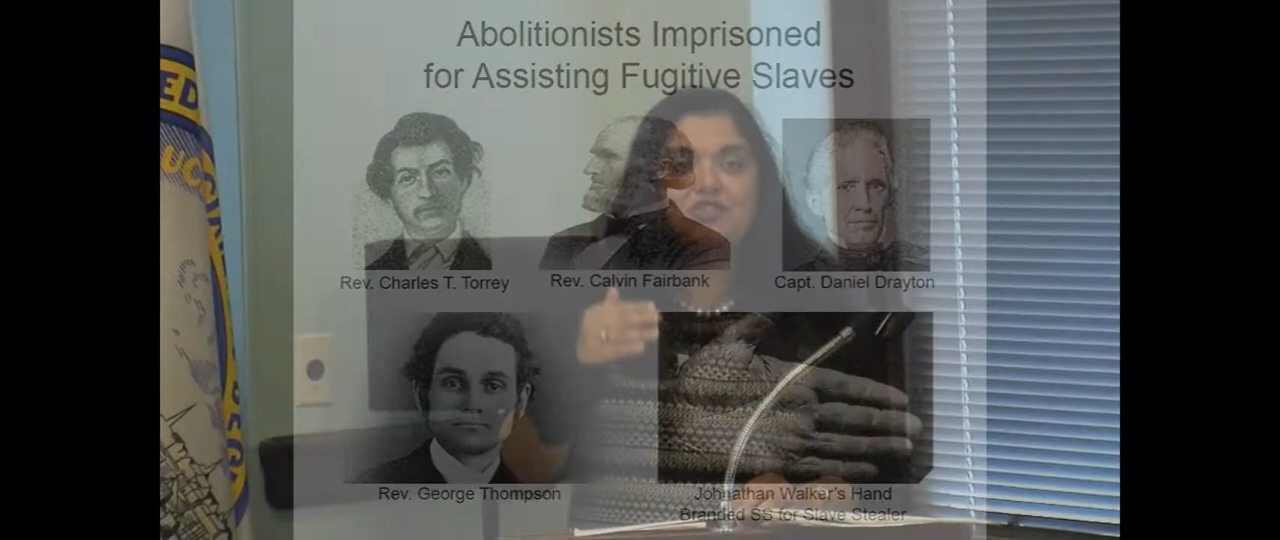 Abolitionists Imprisoned
for Assisting Fugitive Slaves
Rev. Charles T. Torrey
Rev. Calvin Fairbank
Capt. Daniel Drayton
Rev. George Thompson
Johnathan Walker's Hand
Branded SS for Slave Stealer
ED